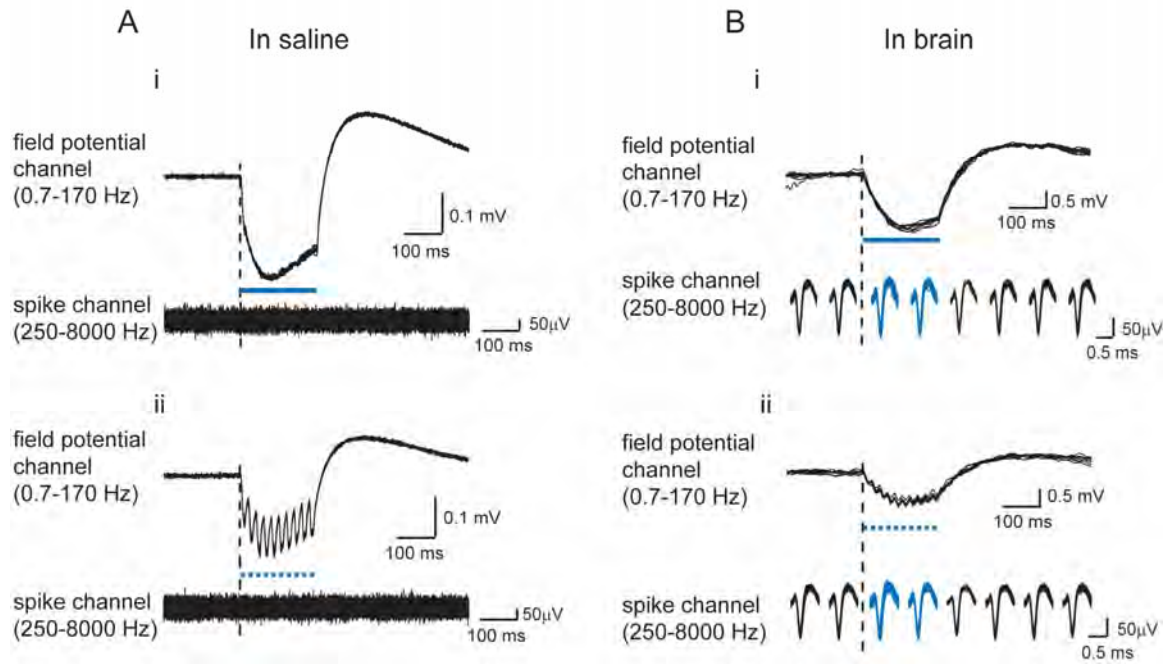 A
In saline
i
field potential
channel
(0.7-170 Hz)
0.1 mV
100 ms
spike channel
(250-8000 Hz)
50μV
100 ms
ii
field potential
channel
(0.7-170 Hz)
0.1 mV
100 ms
spike channel
(250-8000 Hz)
50μV
100 ms
B
In brain
i
field potential
channel
(0.7-170 Hz)
0.5 mV
100 ms
spike channel
(250-8000 Hz)
50μV
0.5 ms
ii
field potential
channel
(0.7-170 Hz)
0.5 mV
100 ms
spike channel
(250-8000 Hz)
50μV
0.5 ms